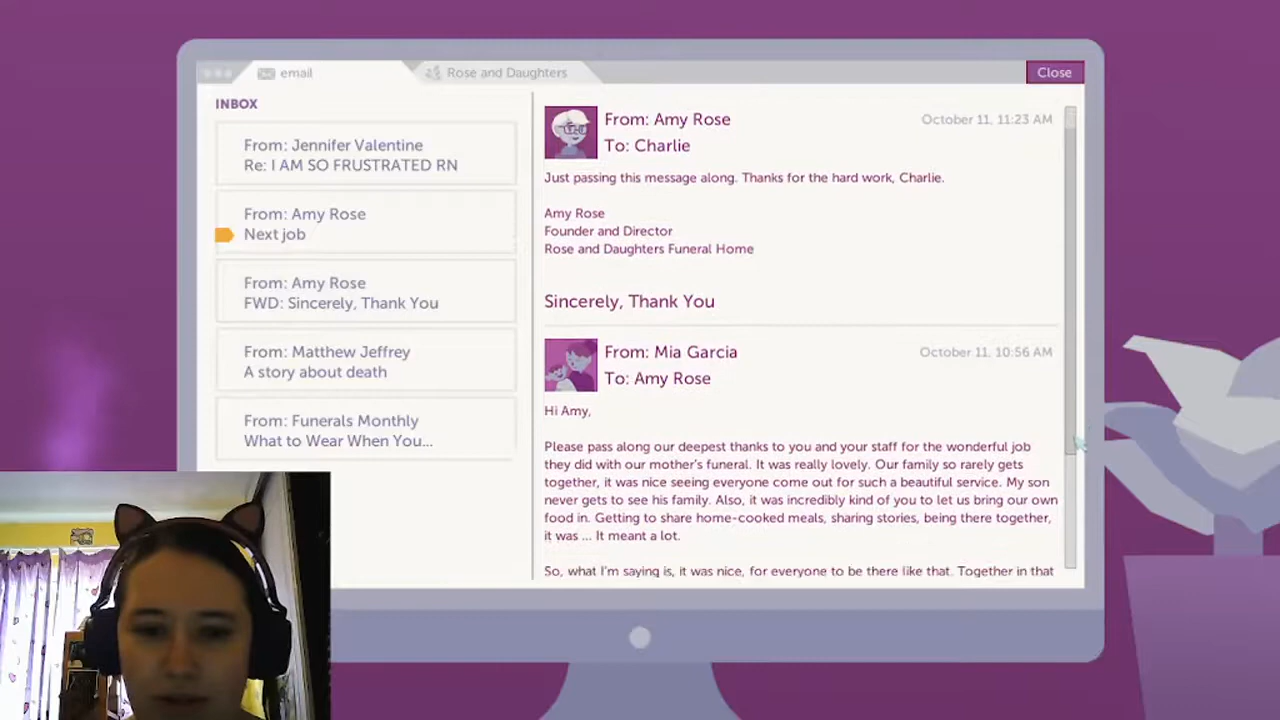 email
Rose and Daughters
Close
INBOX
From: Jennifer Valentine
Re: I AM SO FRUSTRATED RN
From: Amy Rose
Next job
From: Amy Rose
FWD: Sincerely, Thank You
From: Matthew Jeffrey
A story about death
From: Funerals Monthly
What to Wear When You...
From: Amy Rose
October 11, 11:23 AM
To: Charlie
Just passing this message along. Thanks for the hard work, Charlie.
Amy Rose
Founder and Director
Rose and Daughters Funeral Home
Sincerely, Thank You
From: Mia Garcia
October 11, 10:56 AM
To: Amy Rose
Hi Amy,
Please pass along our deepest thanks to you and your staff for the wonderful job
they did with our mother's funeral. It was really lovely. Our family so rarely gets
together, it was nice seeing everyone come out for such a beautiful service. My son
never gets to see his family. Also, it was incredibly kind of you to let us bring our own
food in. Getting to share home-cooked meals, sharing stories, being there together,
it was ... It meant a lot.
So, what I'm saying is, it was nice, for everyone to be there like that. Together in that